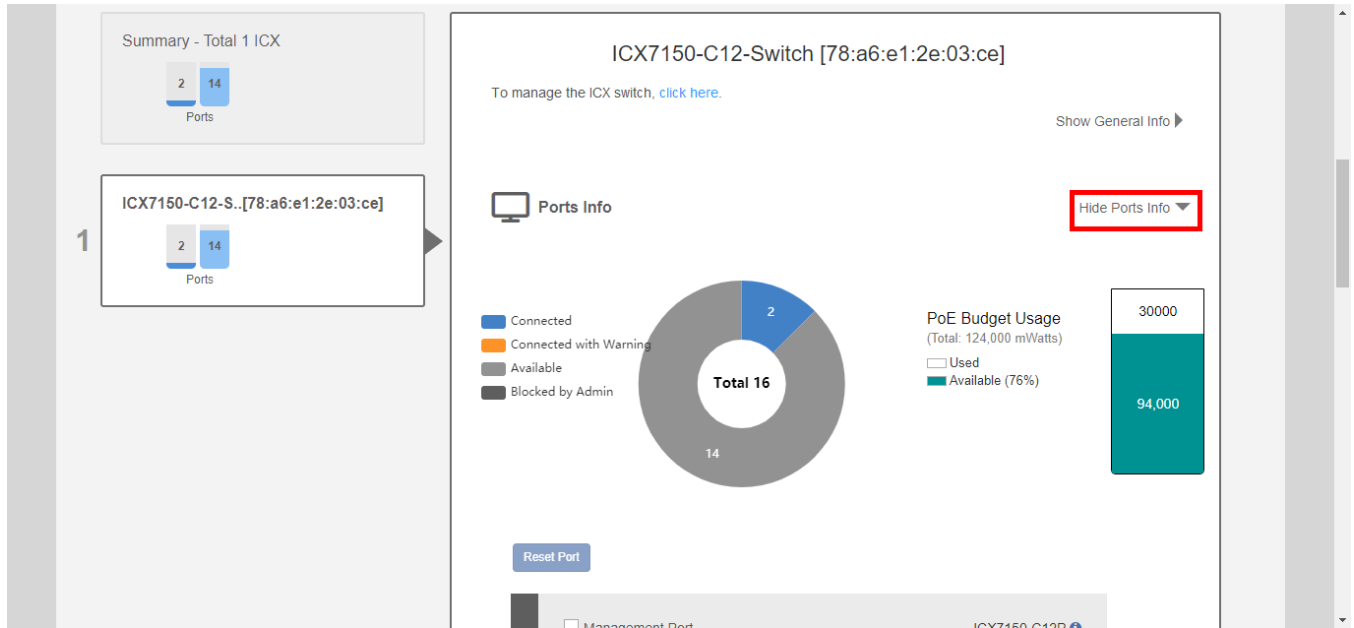 Summary - Total 1 ICX
2 14
Ports
1
ICX7150-C12-S..[78:a6:e1:2e:03:ce]
2 14
Ports
ICX7150-C12-Switch [78:a6:e1:2e:03:ce]
To manage the ICX switch, click here.
Show General Info
Ports Info
Hide Ports Info
Connected
Connected with Warning
Available
Blocked by Admin
2
Total 16
14
PoE Budget Usage
(Total: 124,000 mWatts)
Used
Available (76%)
30000
94,000
Reset Port
Management Port
ICX7150-C12P